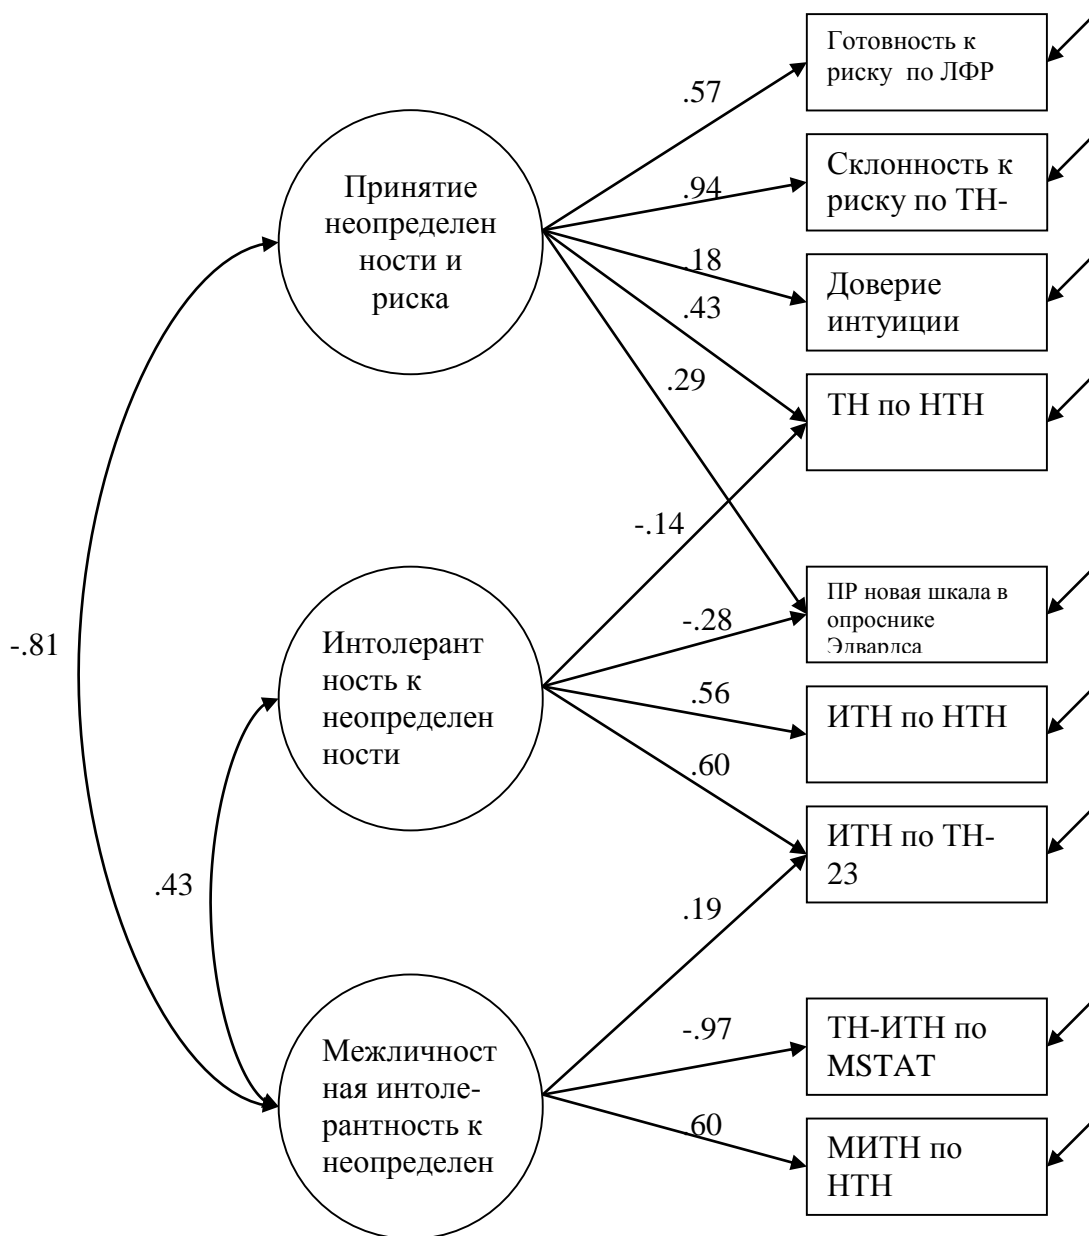 Готовность к
риску по ЛФР
.57
Склонность к
риску по ТН-
.94
Принятие
неопределен
ности и
риска
.18
Доверие
интуиции
.43
.29
ТН по НТН
-.14
ПР новая шкала в
опроснике
Эдвардса
-.28
-.81
Интолерант
ность к
неопределен
ности
.56
ИТН по НТН
.60
ИТН по ТН-
23
.43
.19
-.97
ТН-ИТН по
MSTAT
Межличност
ная интоле-
рантность к
неопределен
.60
МИТН по
НТН